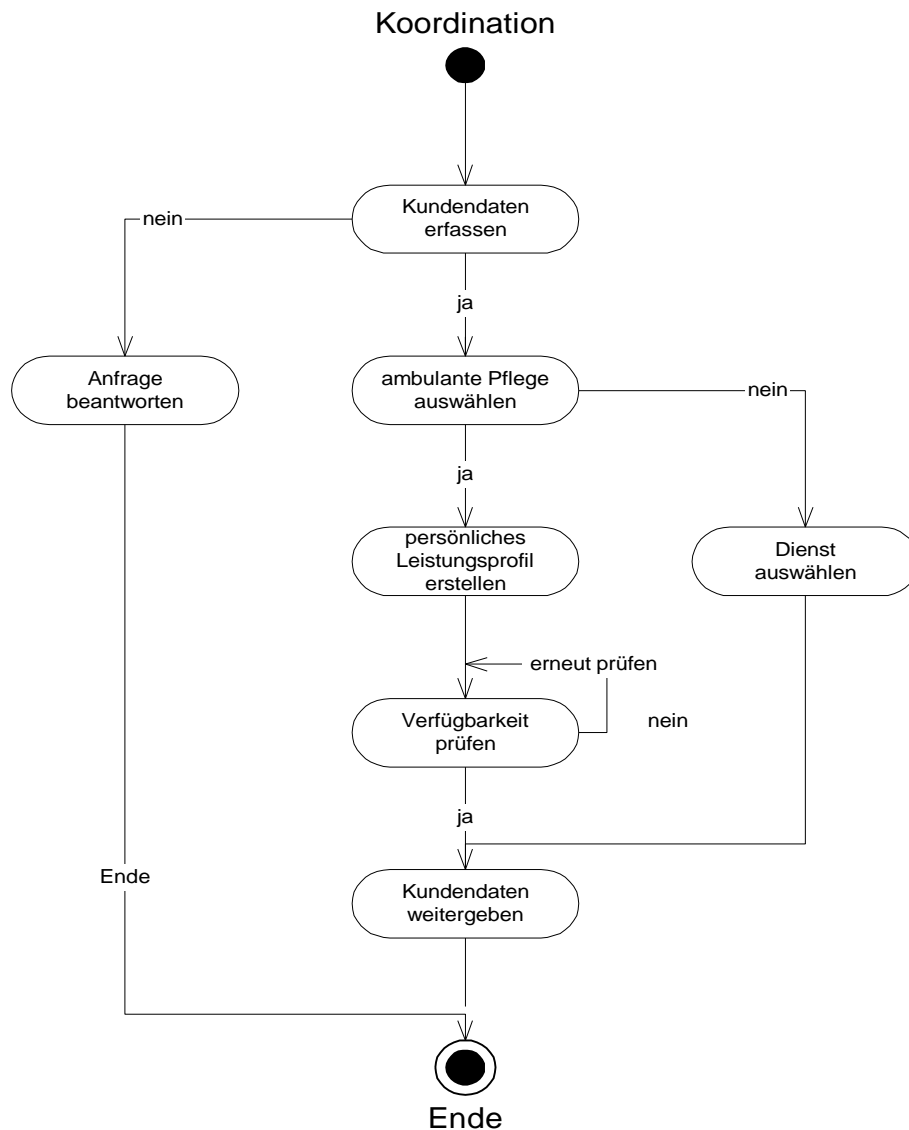 Koordination
Kundendaten
erfassen
nein
ja
Anfrage
beantworten
ambulante Pflege
auswählen
nein
ja
persönliches
Leistungsprofil
erstellen
Dienst
auswählen
erneut prüfen
Verfügbarkeit
prüfen
nein
ja
Ende
Kundendaten
weitergeben
Ende